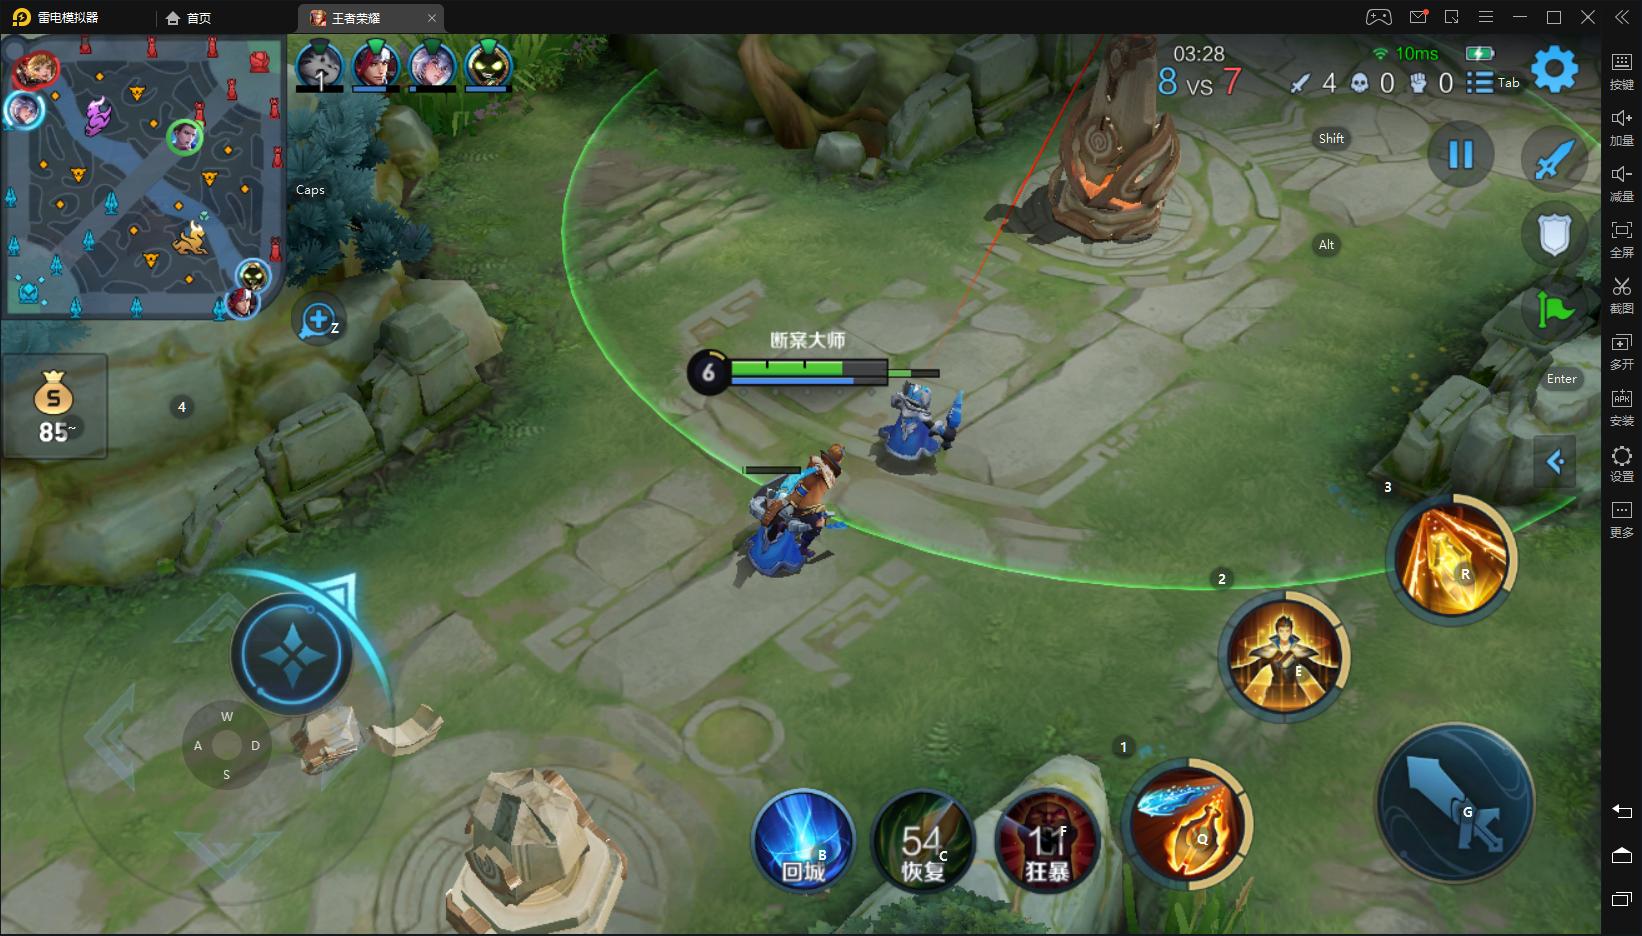 雷电模拟器
首页
王者荣耀
1
03:28
8 VS 7
10ms
4
0
0
Tab
Shift
Alt
Enter
Caps
Z
85~
4
断案大师
6
3
2
1
R
E
Q
G
W
A
D
S
B
回城
54
C
恢复
11
F
狂暴
按键
加量
减量
全屏
截图
多开
APK
安装
设置
更多